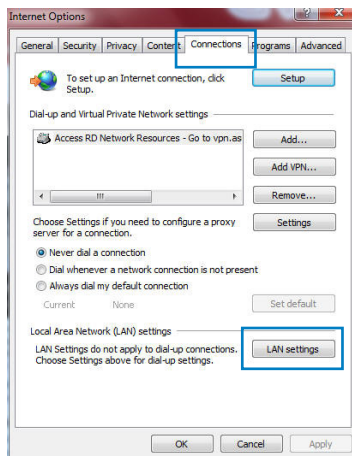 Internet Options
General Security Privacy Content Connections Programs Advanced
To set up an Internet connection, click
Setup.
Setup
Dial-up and Virtual Private Network settings
Access RD Network Resources - Go to vpn.as
Add...
Add VPN...
Remove...
Choose Settings if you need to configure a proxy
server for a connection.
Settings
Never dial a connection
Dial whenever a network connection is not present
Always dial my default connection
Current None
Set default
Local Area Network (LAN) settings
LAN Settings do not apply to dial-up connections.
Choose Settings above for dial-up settings.
LAN settings
OK Cancel Apply